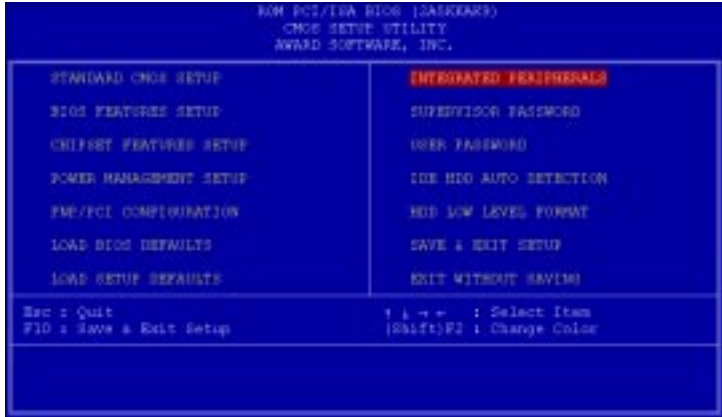 ROM PCI/ISA BIOS (2A5KKAR9)
CMOS SETUP UTILITY
AWARD SOFTWARE, INC.
STANDARD CMOS SETUP
BIOS FEATURES SETUP
CHIPSET FEATURES SETUP
POWER MANAGEMENT SETUP
PNP/PCI CONFIGURATION
LOAD BIOS DEFAULTS
LOAD SETUP DEFAULTS
INTEGRATED PERIPHERALS
SUPERVISOR PASSWORD
USER PASSWORD
IDE HDD AUTO DETECTION
HDD LOW LEVEL FORMAT
SAVE & EXIT SETUP
EXIT WITHOUT SAVING
Esc : Quit
F10 : Save & Exit Setup
↑ ↓ → ← : Select Item
(Shift)F2 : Change Color